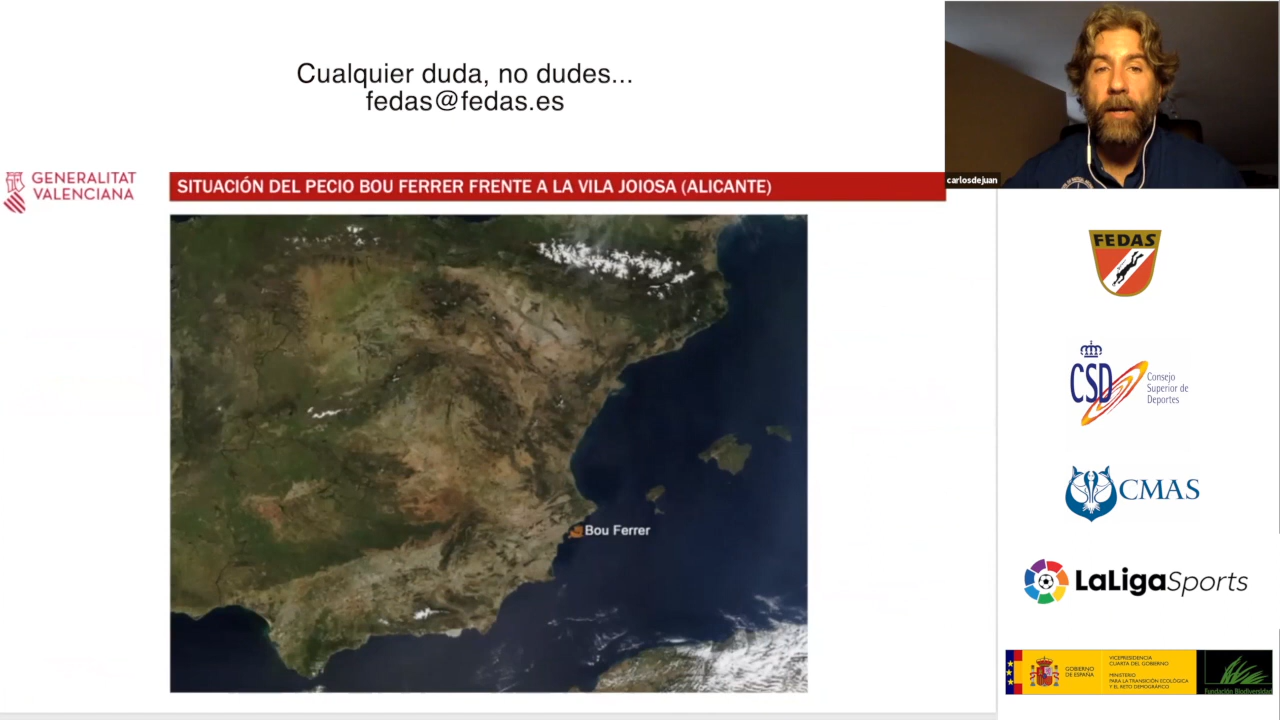 Cualquier duda, no dudes...
fedas@fedas.es
GENERALITAT
VALENCIANA
SITUACIÓN DEL PECIO BOU FERRER FRENTE A LA VILA JOIOSA (ALICANTE)
Bou Ferrer
carlosdejuan
FEDAS
CSD
Consejo
Superior de
Deportes
CMAS
LaLigaSports
GOBIERNO
DE ESPAÑA
VICEPRESIDENCIA
CUARTA DEL GOBIERNO
MINISTERIO
PARA LA TRANSICIÓN ECOLÓGICA
Y EL RETO DEMOGRÁFICO
Fundación Biodiversidad